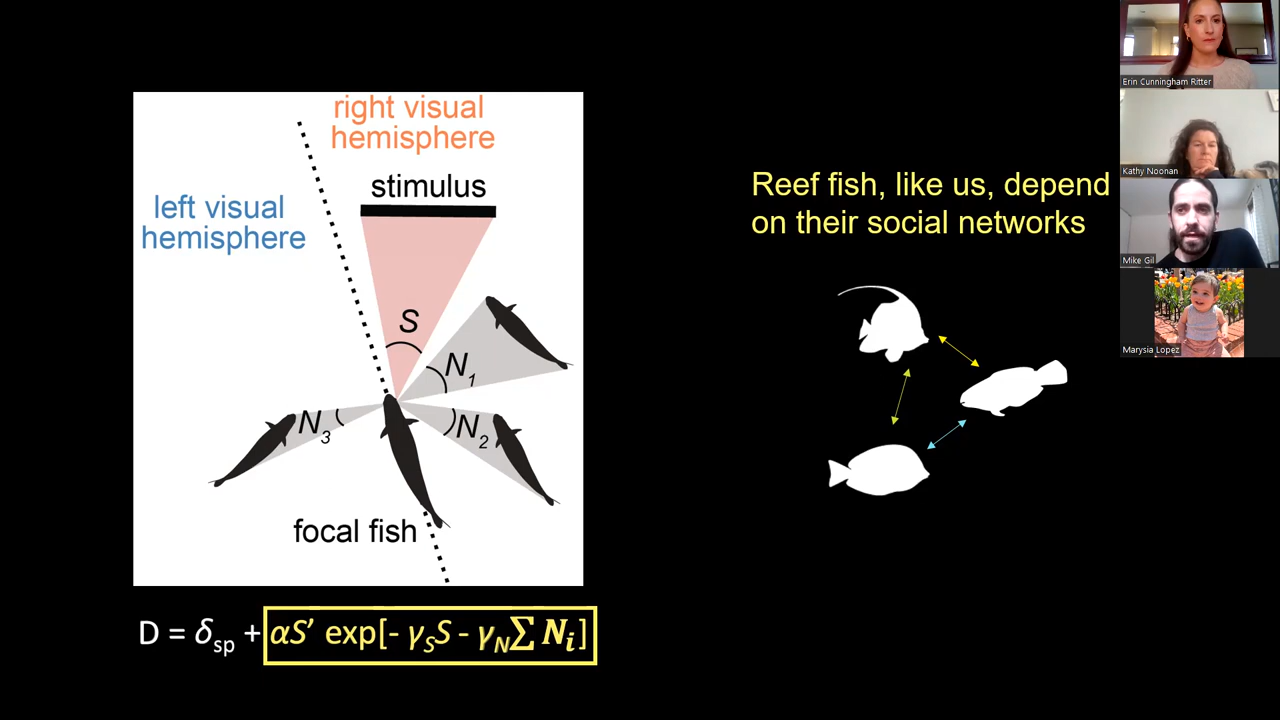 right visual
hemisphere
stimulus
left visual
hemisphere
S
N1
N2
N3
focal fish
D = δsp + αS′ exp[- γSS - γN∑ Ni]
Reef fish, like us, depend
on their social networks
Erin Cunningham Ritter
Kathy Noonan
Mike Gil
Marysia Lopez